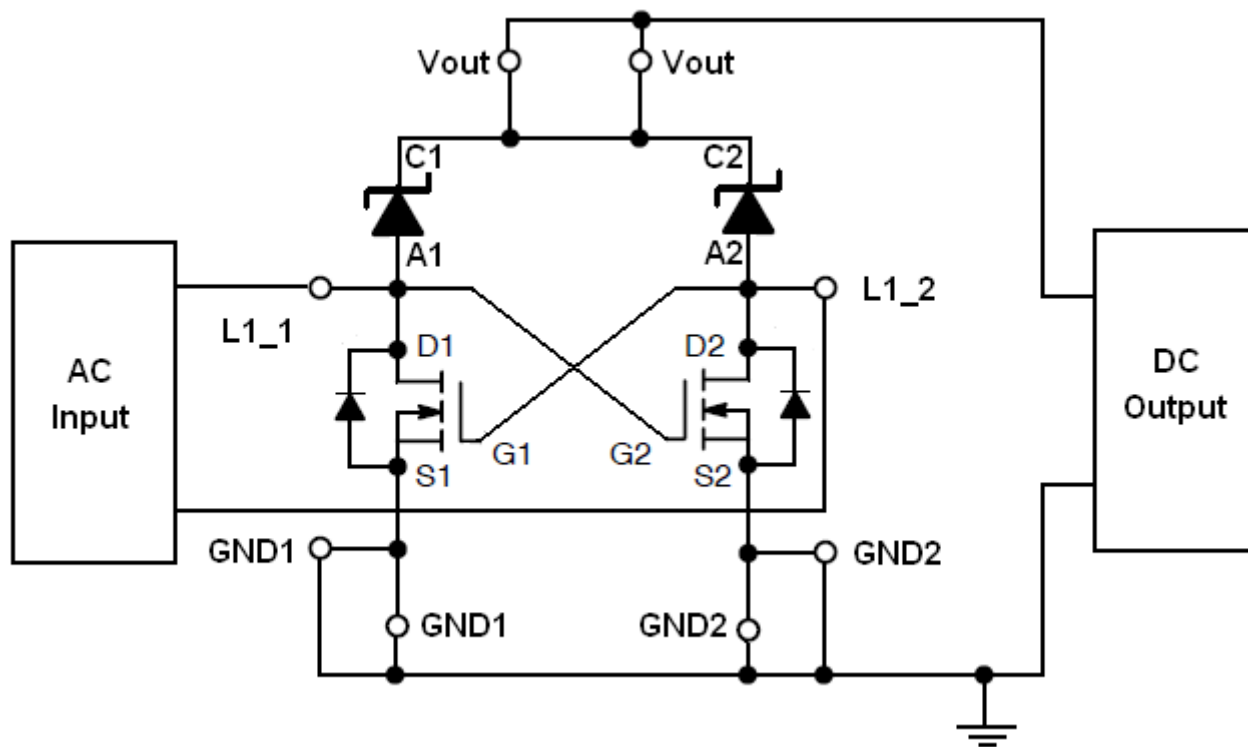 Vout
Vout
C1
C2
A1
A2
L1_1
L1_2
AC
Input
D1
D2
DC
Output
G1
G2
S1
S2
GND1
GND2
GND1
GND2